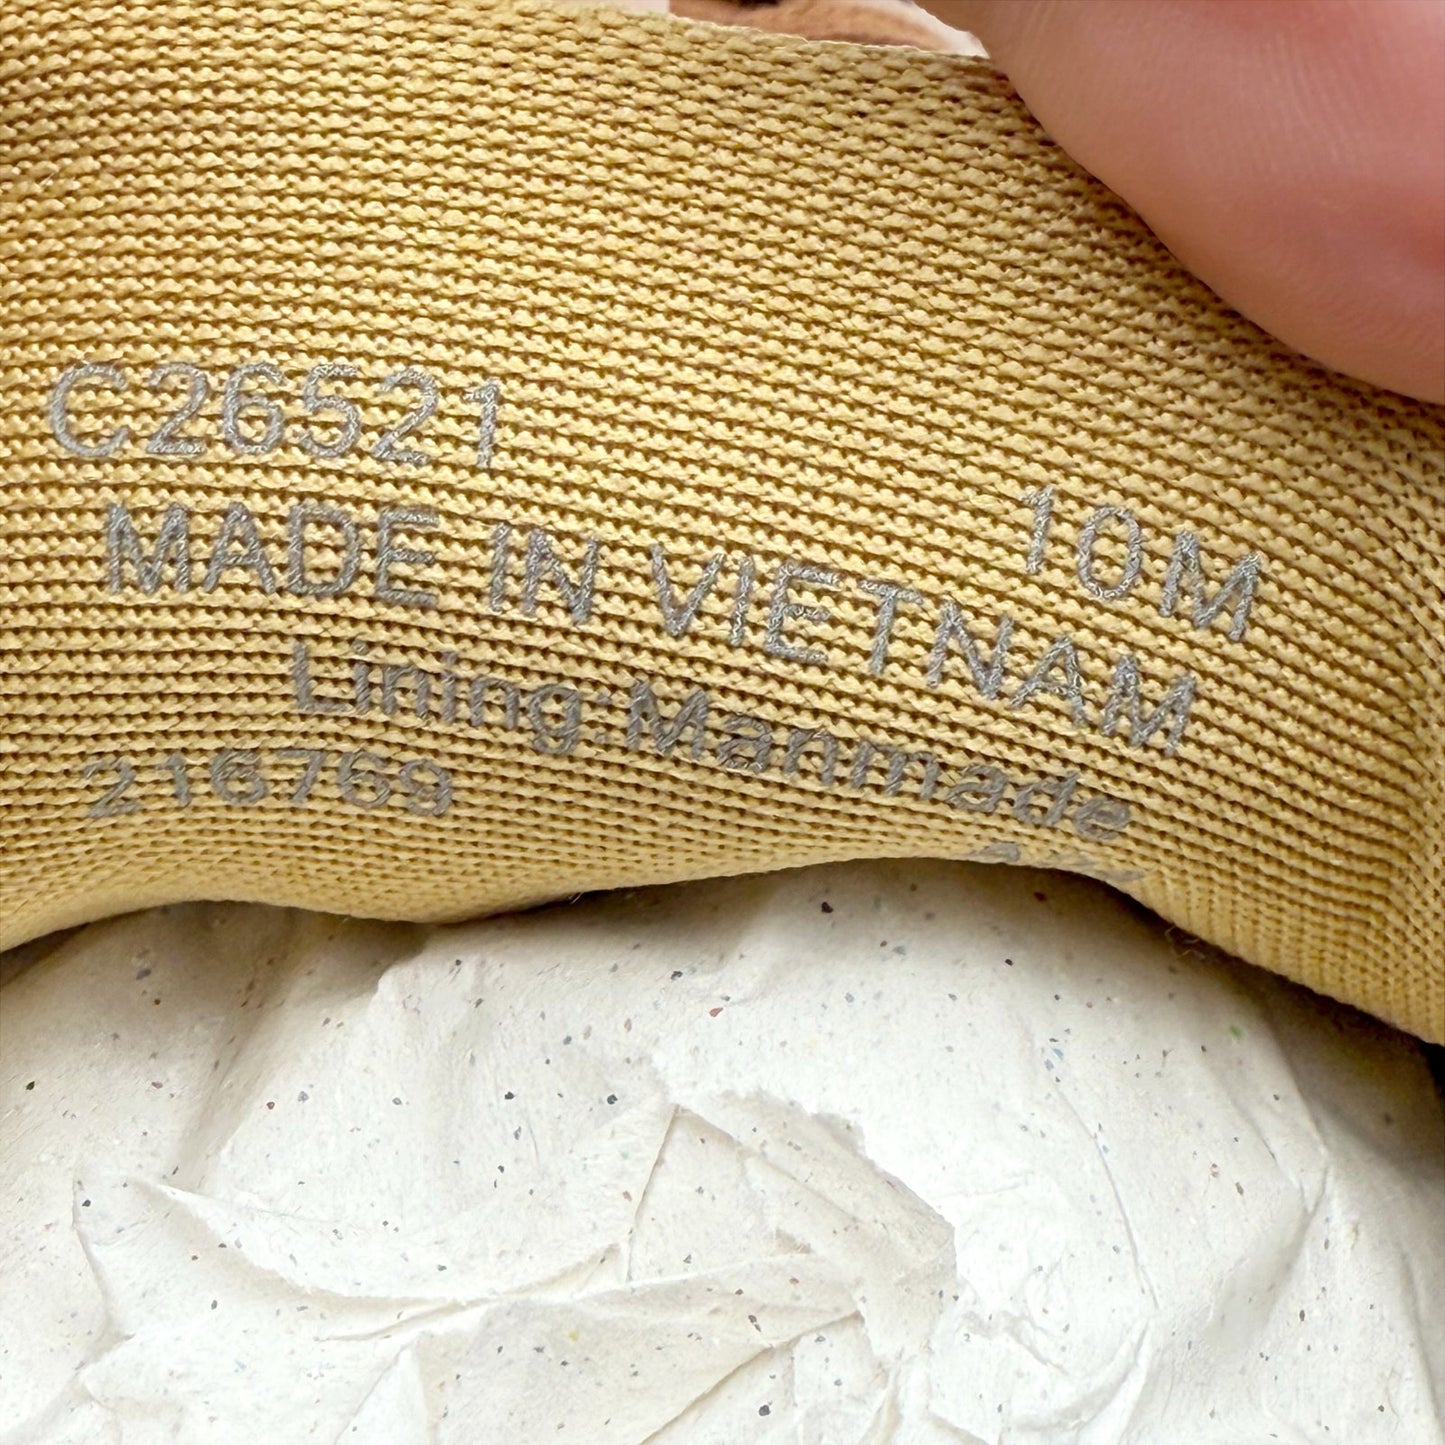 C26521
10M
MADE IN VIETNAM
Lining:Manmade
216769